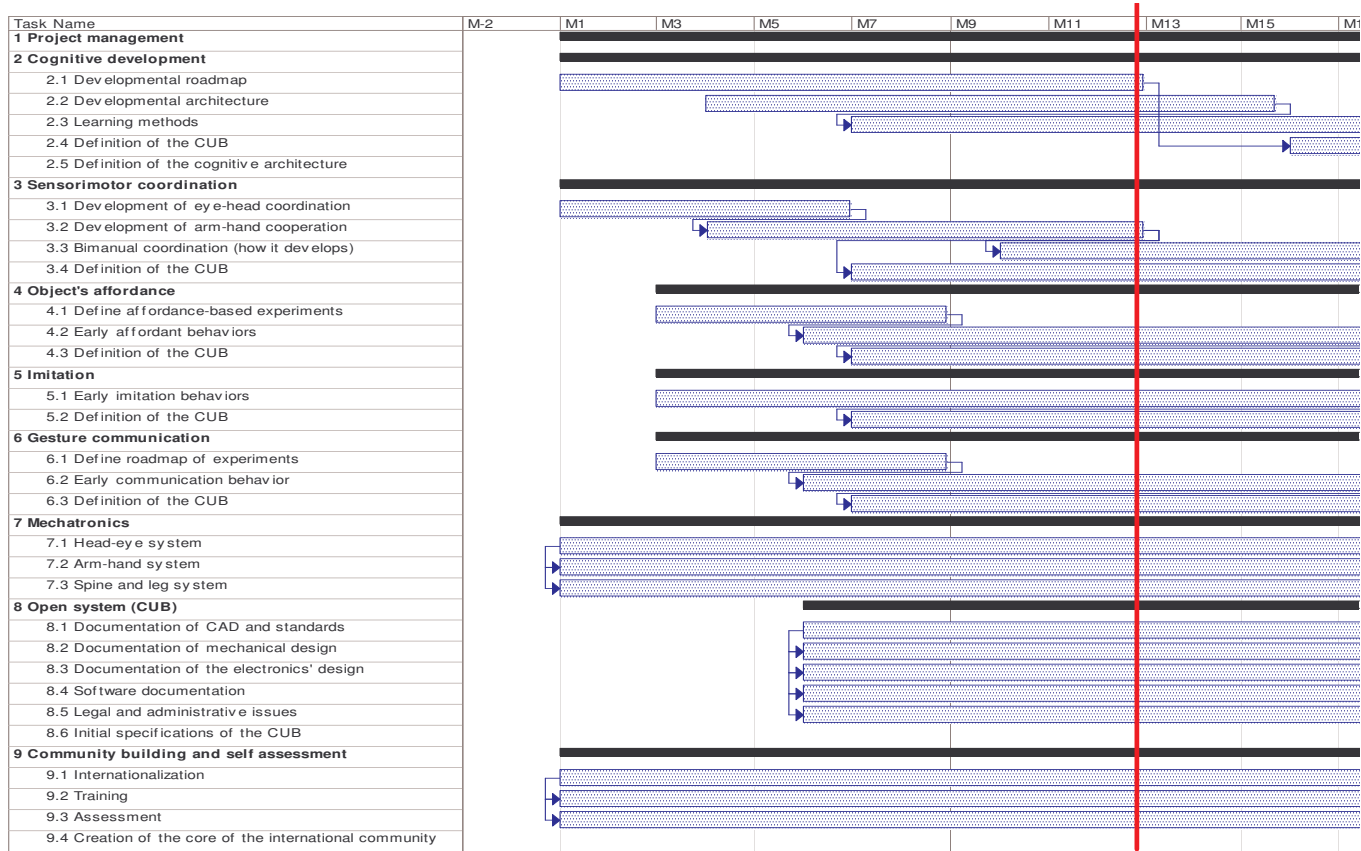 Task Name M-2 M1 M3 M5 M7 M9 M11 M13 M15 M1
1 Project management
2 Cognitive development
2.1 Developmental roadmap
2.2 Developmental architecture
2.3 Learning methods
2.4 Definition of the CUB
2.5 Definition of the cognitive architecture
3 Sensorimotor coordination
3.1 Development of eye-head coordination
3.2 Development of arm-hand cooperation
3.3 Bimanual coordination (how it develops)
3.4 Definition of the CUB
4 Object's affordance
4.1 Define affordance-based experiments
4.2 Early affordant behaviors
4.3 Definition of the CUB
5 Imitation
5.1 Early imitation behaviors
5.2 Definition of the CUB
6 Gesture communication
6.1 Define roadmap of experiments
6.2 Early communication behavior
6.3 Definition of the CUB
7 Mechatronics
7.1 Head-eye system
7.2 Arm-hand system
7.3 Spine and leg system
8 Open system (CUB)
8.1 Documentation of CAD and standards
8.2 Documentation of mechanical design
8.3 Documentation of the electronics' design
8.4 Software documentation
8.5 Legal and administrative issues
8.6 Initial specifications of the CUB
9 Community building and self assessment
9.1 Internationalization
9.2 Training
9.3 Assessment
9.4 Creation of the core of the international community